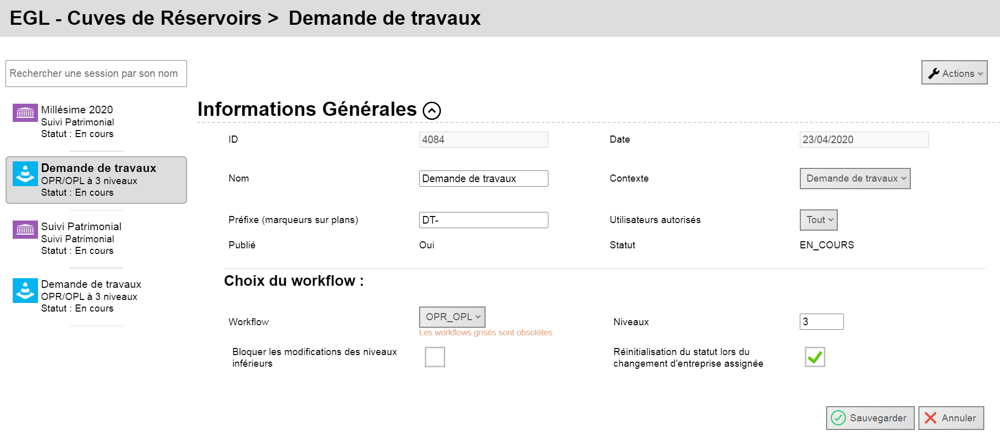 EGL - Cuves de Réservoirs > Demande de travaux
Rechercher une session par son nom
Actions
Millésime 2020
Suivi Patrimonial
Statut : En cours
Demande de travaux
OPR/OPL à 3 niveaux
Statut : En cours
Suivi Patrimonial
Suivi Patrimonial
Statut : En cours
Demande de travaux
OPR/OPL à 3 niveaux
Statut : En cours
Informations Générales
ID 4084 Date 23/04/2020
Nom Demande de travaux Contexte Demande de travaux
Préfixe (marqueurs sur plans) DT- Utilisateurs autorisés Tout
Publié Oui Statut EN_COURS
Choix du workflow :
Workflow OPR_OPL Niveaux 3
Les workflows grisés sont obsolètes
Bloquer les modifications des niveaux
inférieurs
Réinitialisation du statut lors du
changement d'entreprise assignée
Sauvegarder Annuler